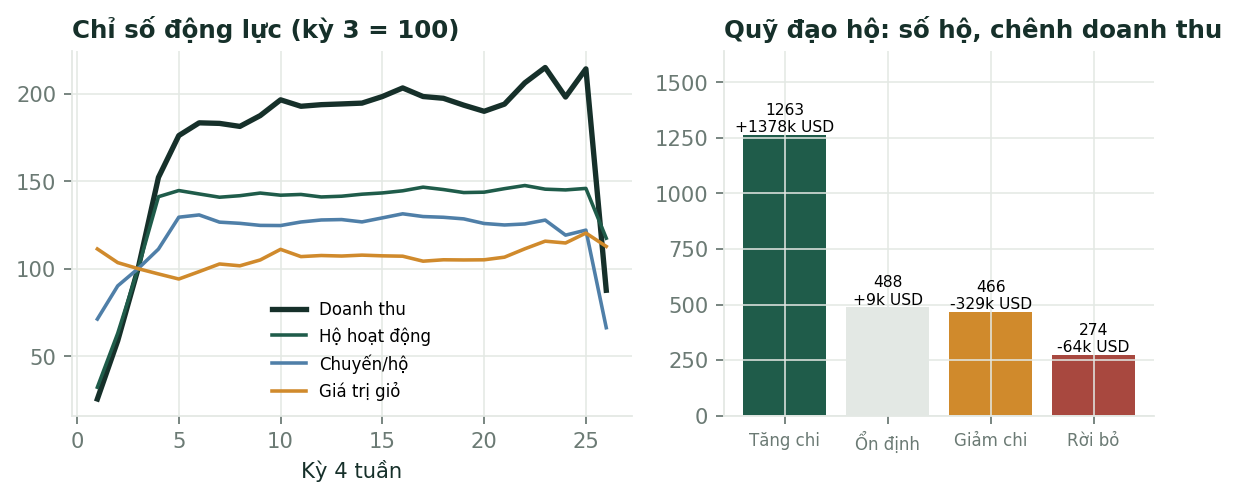 Chỉ số động lực (kỳ 3 = 100)
200
150
100
50
0
5
10
15
20
25
Kỳ 4 tuần
Doanh thu
Hộ hoạt động
Chuyến/hộ
Giá trị giỏ
Quỹ đạo hộ: số hộ, chênh doanh thu
1500
1250
1000
750
500
250
0
1263
+1378k USD
488
+9k USD
466
-329k USD
274
-64k USD
Tăng chi
Ổn định
Giảm chi
Rời bỏ